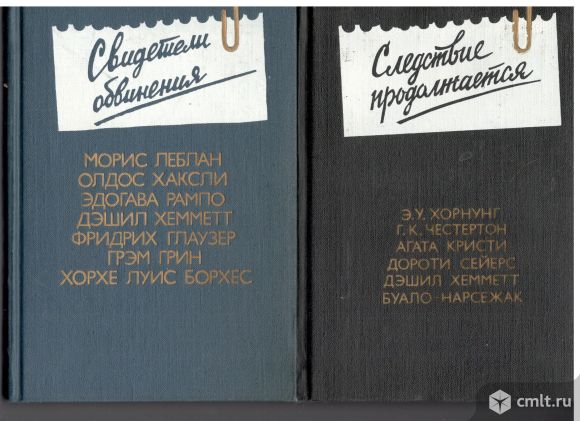 Свидетели
обвинения
МОРИС ЛЕБЛАН
ОЛДОС ХАКСЛИ
ЭДОГАВА РАМПО
ДЭШИЛ ХЕММЕТТ
ФРИДРИХ ГЛАУЗЕР
ГРЭМ ГРИН
ХОРХЕ ЛУИС БОРХЕС
Следствие
продолжается
Э.У. ХОРНУНГ
Г.К. ЧЕСТЕРТОН
АГАТА КРИСТИ
ДОРОТИ СЕЙЕРС
ДЭШИЛ ХЕММЕТТ
БУАЛО-НАРСЕЖАК
cmlt.ru